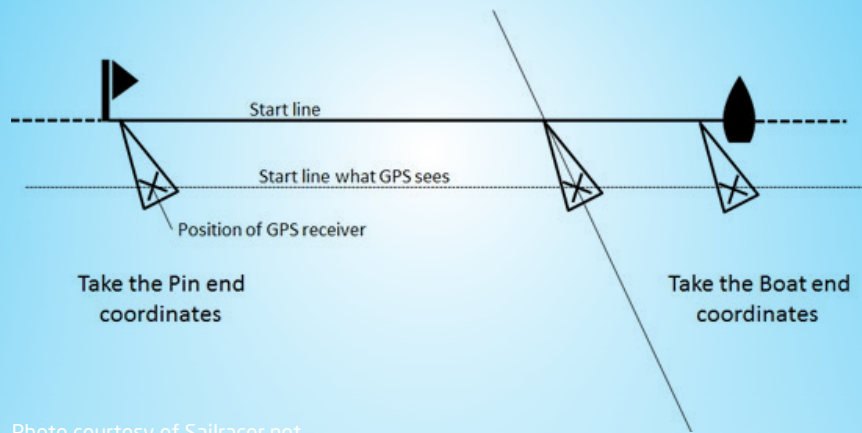 Start line
Start line what GPS sees
Position of GPS receiver
Take the Pin end
coordinates
Take the Boat end
coordinates
Photo courtesy of Sailracer.net